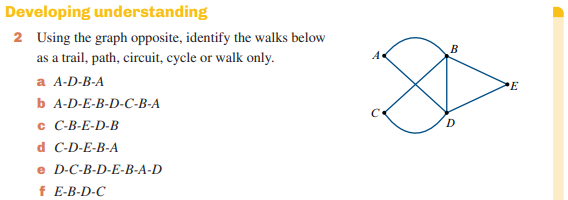 Developing understanding
2 Using the graph opposite, identify the walks below
as a trail, path, circuit, cycle or walk only.
a A-D-B-A
b A-D-E-B-D-C-B-A
c C-B-E-D-B
d C-D-E-B-A
e D-C-B-D-E-B-A-D
f E-B-D-C
A
B
C
D
E